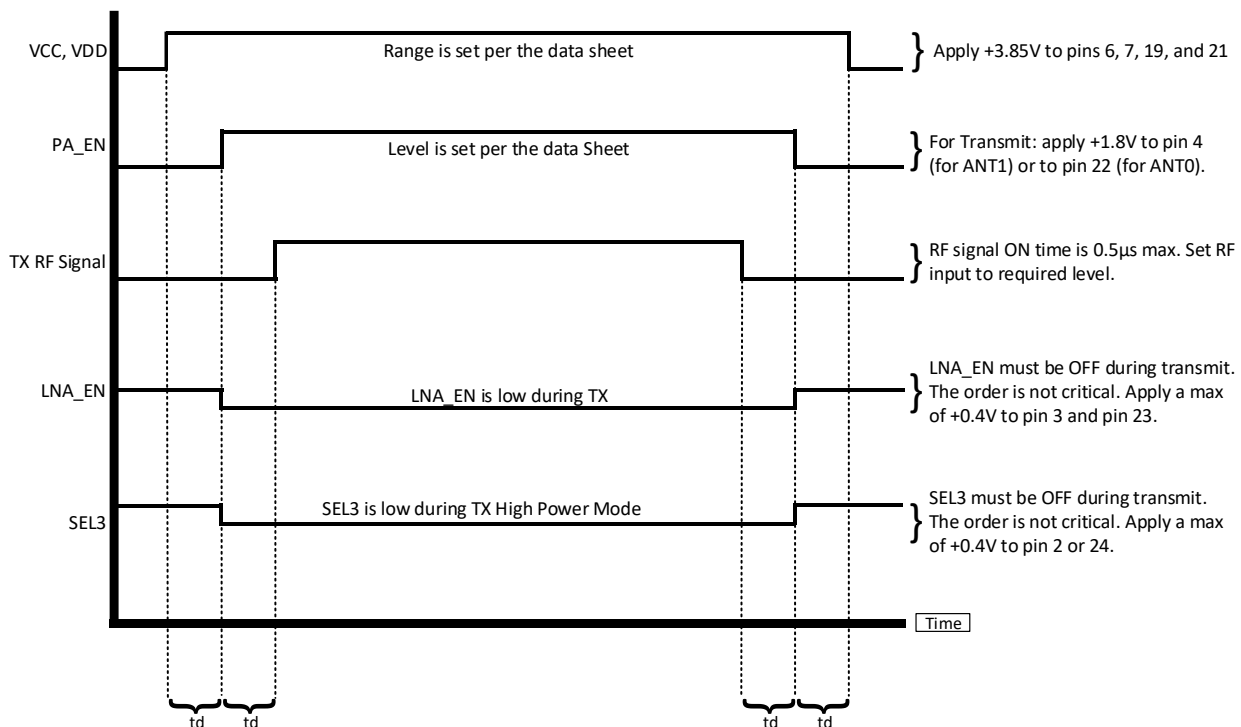 VCC, VDD
Range is set per the data sheet
Apply +3.85V to pins 6, 7, 19, and 21
PA_EN
Level is set per the data Sheet
For Transmit: apply +1.8V to pin 4
(for ANT1) or to pin 22 (for ANT0).
TX RF Signal
RF signal ON time is 0.5µs max. Set RF
input to required level.
LNA_EN
LNA_EN is low during TX
LNA_EN must be OFF during transmit.
The order is not critical. Apply a max
of +0.4V to pin 3 and pin 23.
SEL3
SEL3 is low during TX High Power Mode
SEL3 must be OFF during transmit.
The order is not critical. Apply a max
of +0.4V to pin 2 or 24.
Time
td
td
td
td